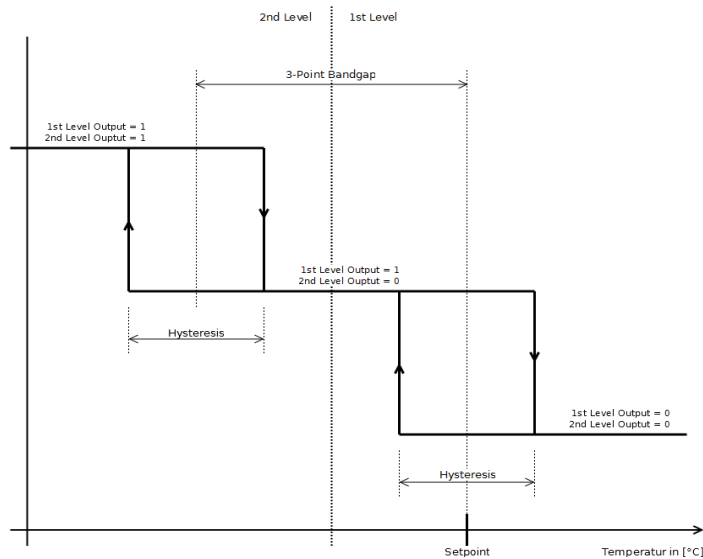 2nd Level
1st Level
3-Point Bandgap
1st Level Output = 1
2nd Level Ouptut = 1
1st Level Output = 1
2nd Level Ouptut = 0
Hysteresis
1st Level Output = 0
2nd Level Ouptut = 0
Hysteresis
Setpoint
Temperatur in [°C]